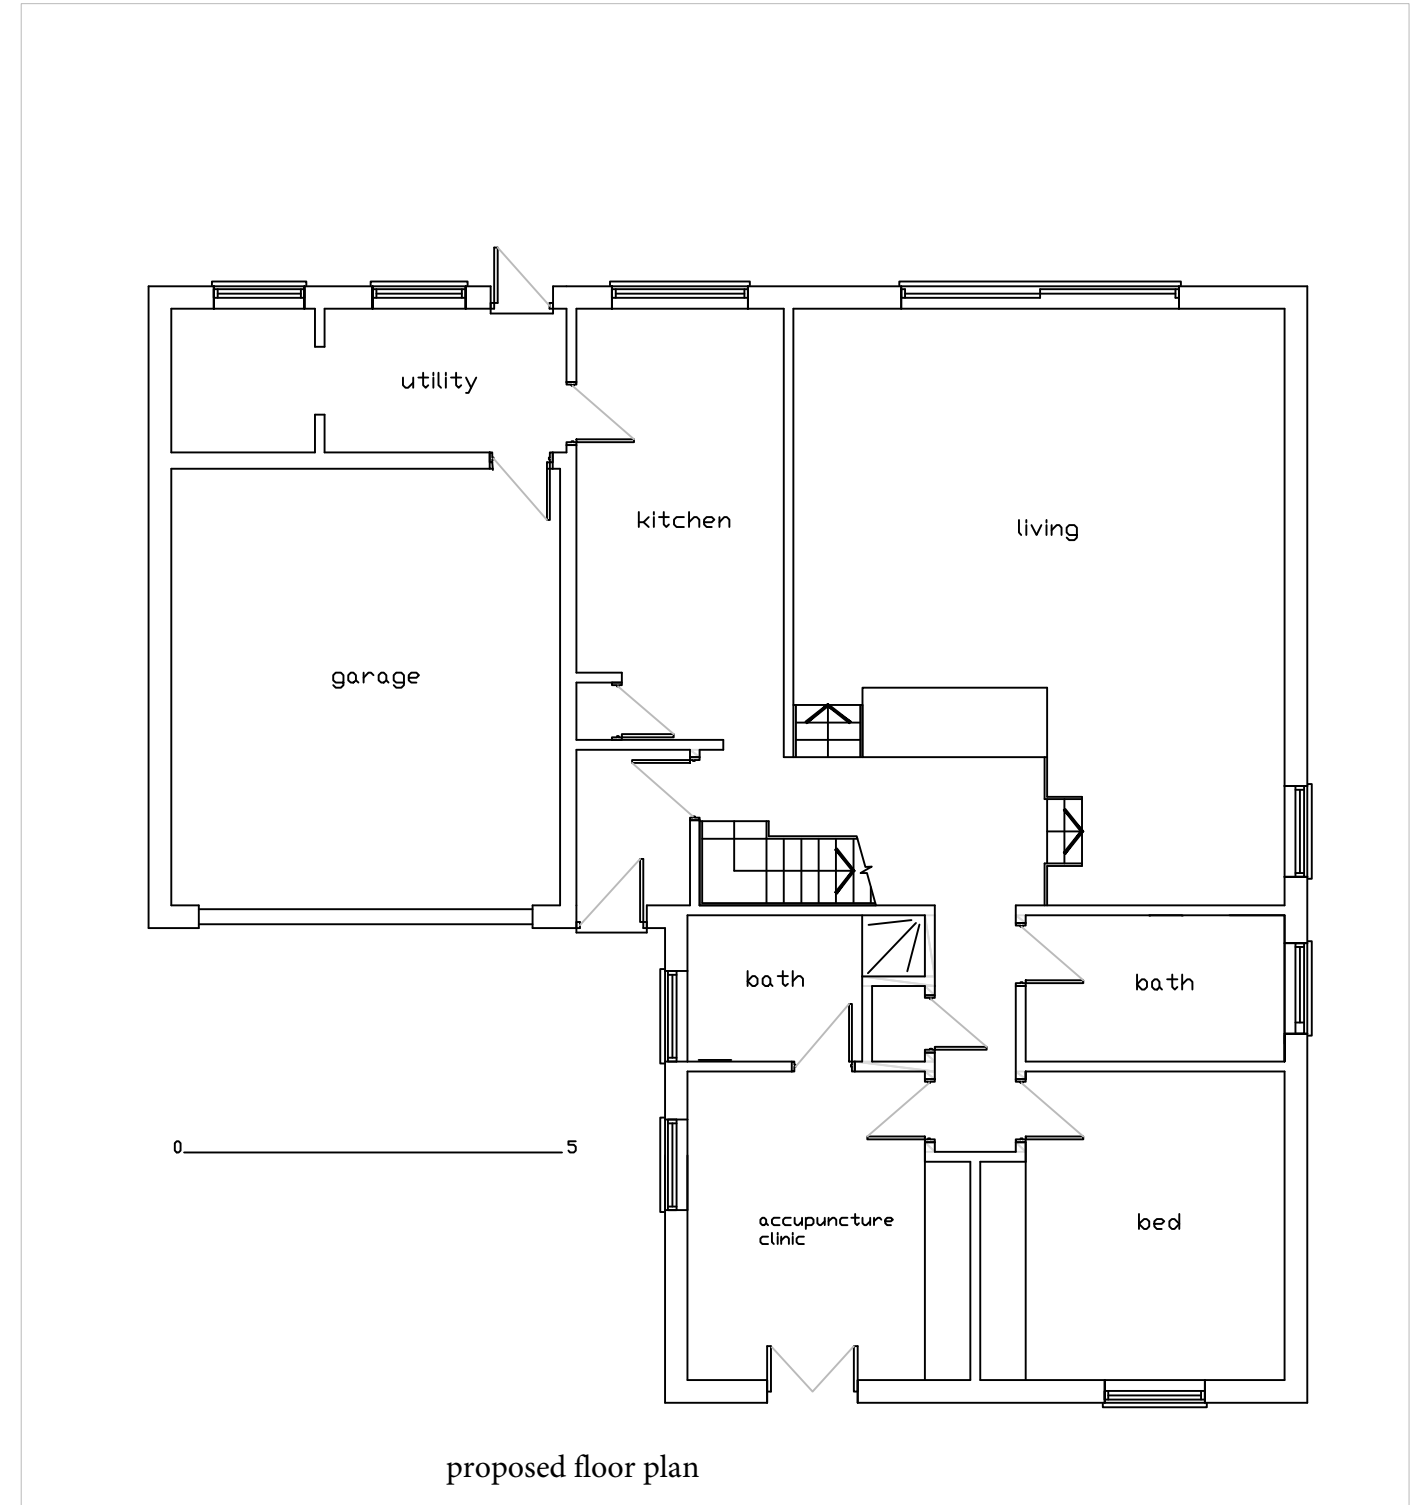 utility
kitchen
living
garage
bath
bath
0 5
accupuncture
clinic
bed
proposed floor plan